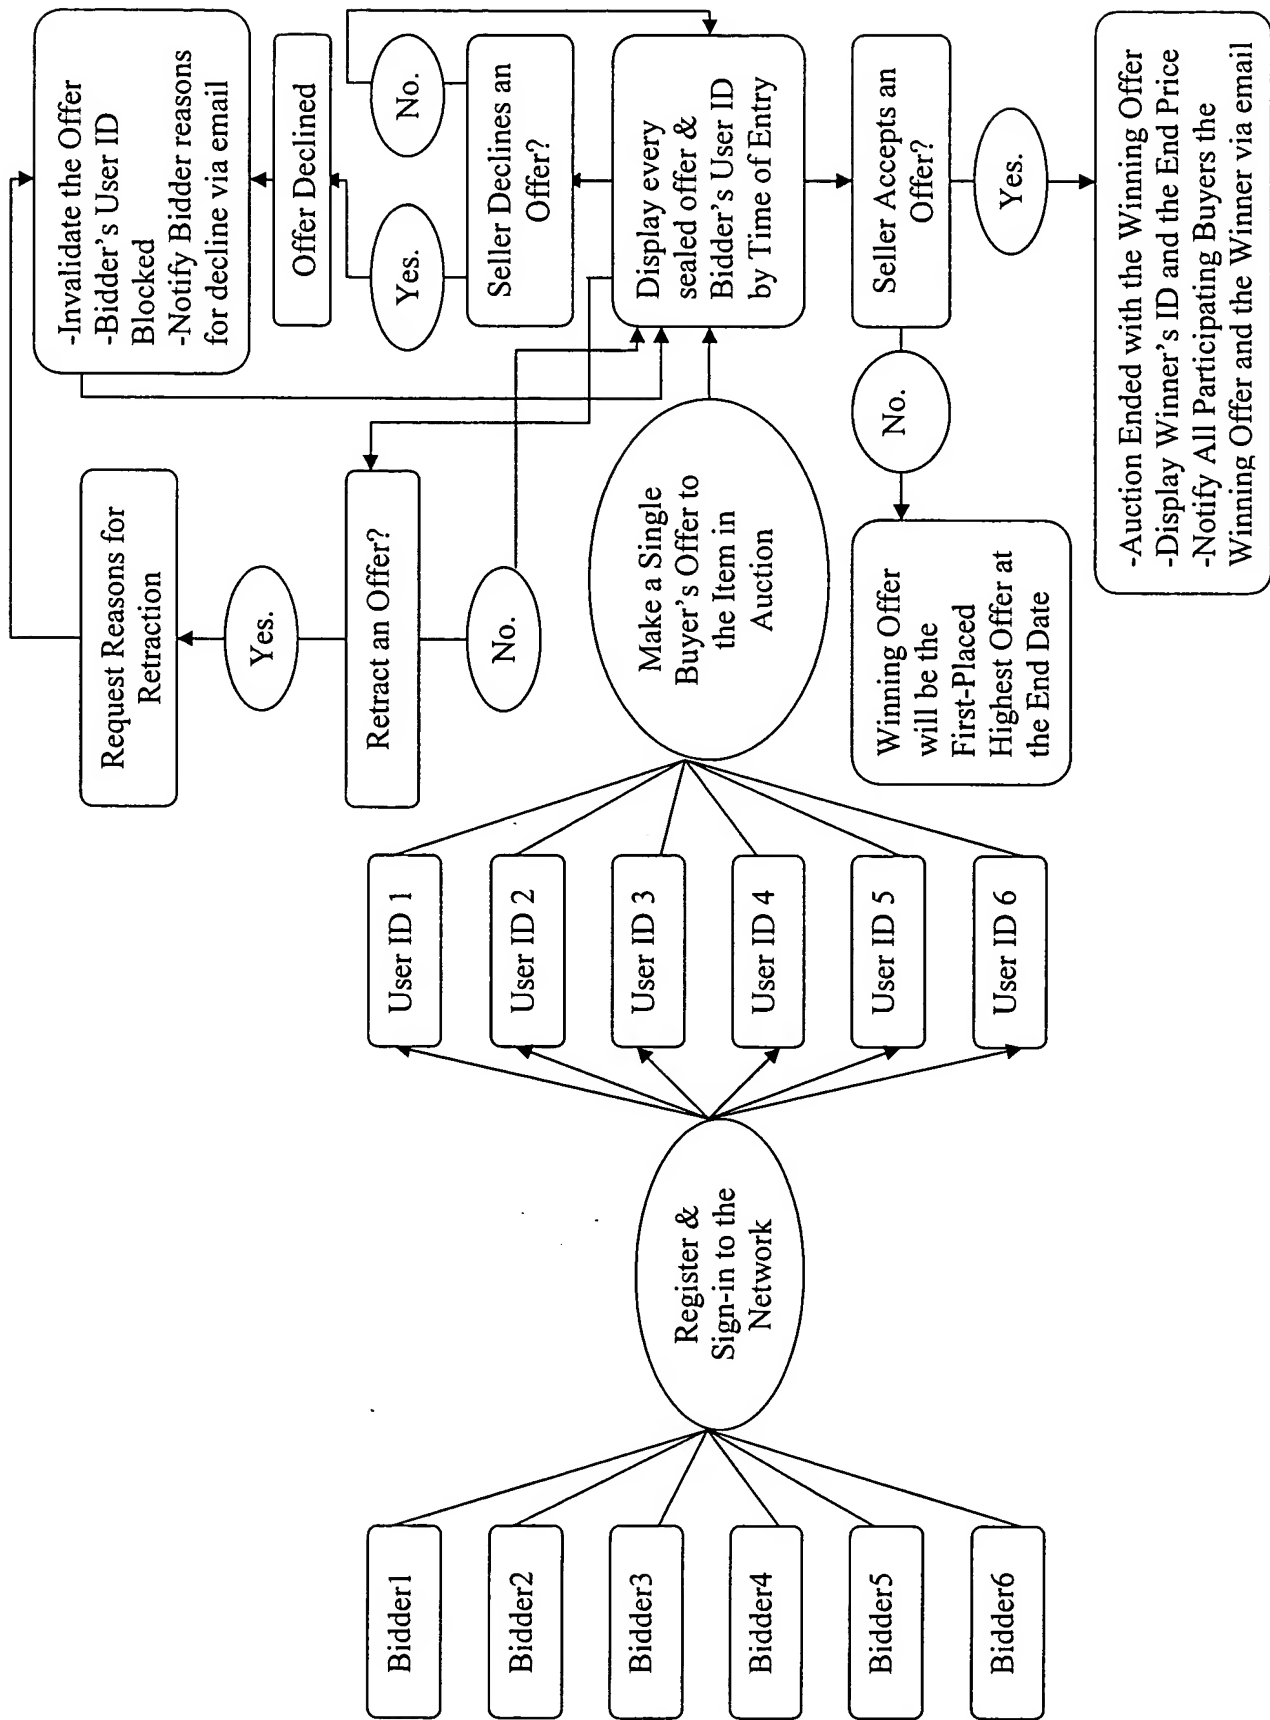 Bidder1
Bidder2
Bidder3
Bidder4
Bidder5
Bidder6
Register &
Sign-in to the
Network
User ID 1
User ID 2
User ID 3
User ID 4
User ID 5
User ID 6
Make a Single
Buyer's Offer to
the Item in
Auction
Request Reasons for
Retraction
Yes.
Retract an Offer?
No.
Winning Offer
will be the
First-Placed
Highest Offer at
the End Date
No.
-Invalidate the Offer
-Bidder's User ID
Blocked
-Notify Bidder reasons
for decline via email
Offer Declined
Yes.
No.
Seller Declines an
Offer?
Display every
sealed offer &
Bidder's User ID
by Time of Entry
Seller Accepts an
Offer?
Yes.
-Auction Ended with the Winning Offer
-Display Winner's ID and the End Price
-Notify All Participating Buyers the
Winning Offer and the Winner via email